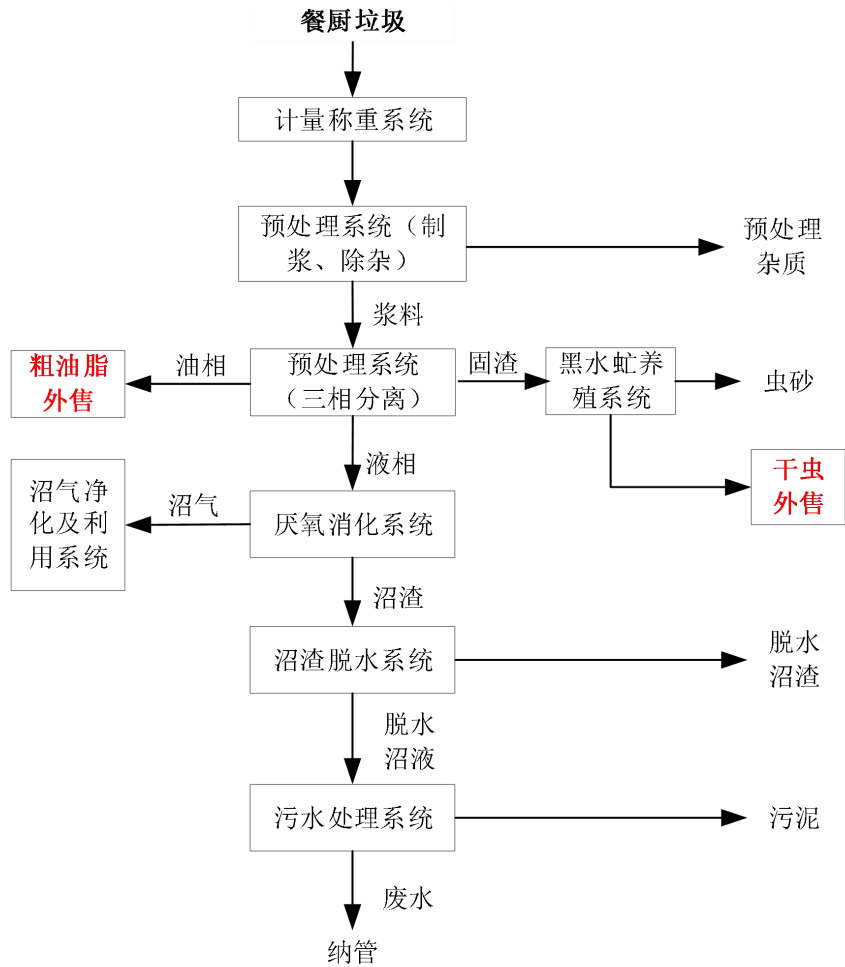 餐厨垃圾
计量称重系统
预处理系统（制
浆、除杂）
预处理
杂质
浆料
粗油脂
外售
油相
预处理系统
（三相分离）
固渣
黑水虻养
殖系统
虫砂
液相
干虫
外售
沼气净
化及利
用系统
沼气
厌氧消化系统
沼渣
沼渣脱水系统
脱水
沼渣
脱水
沼液
污水处理系统
污泥
废水
纳管